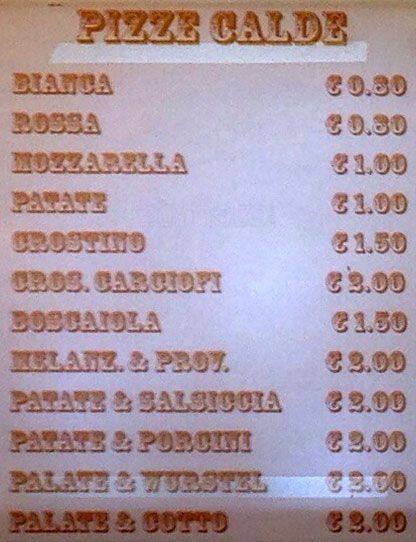 PIZZE CALDE
BIANCA € 0.80
ROSSA € 0.80
MOZZARELLA € 1.00
PATATE € 1.00
CROSTINO € 1.50
CROS. CARCIOFI € 2.00
BOSCAIOLA € 1.50
MELANZ. & PROV. € 2.00
PATATE & SALSICCIA € 2.00
PATATE & PORCINI € 2.00
PALATE & WURSTEL € 2.00
PALATE & COTTO € 2.00